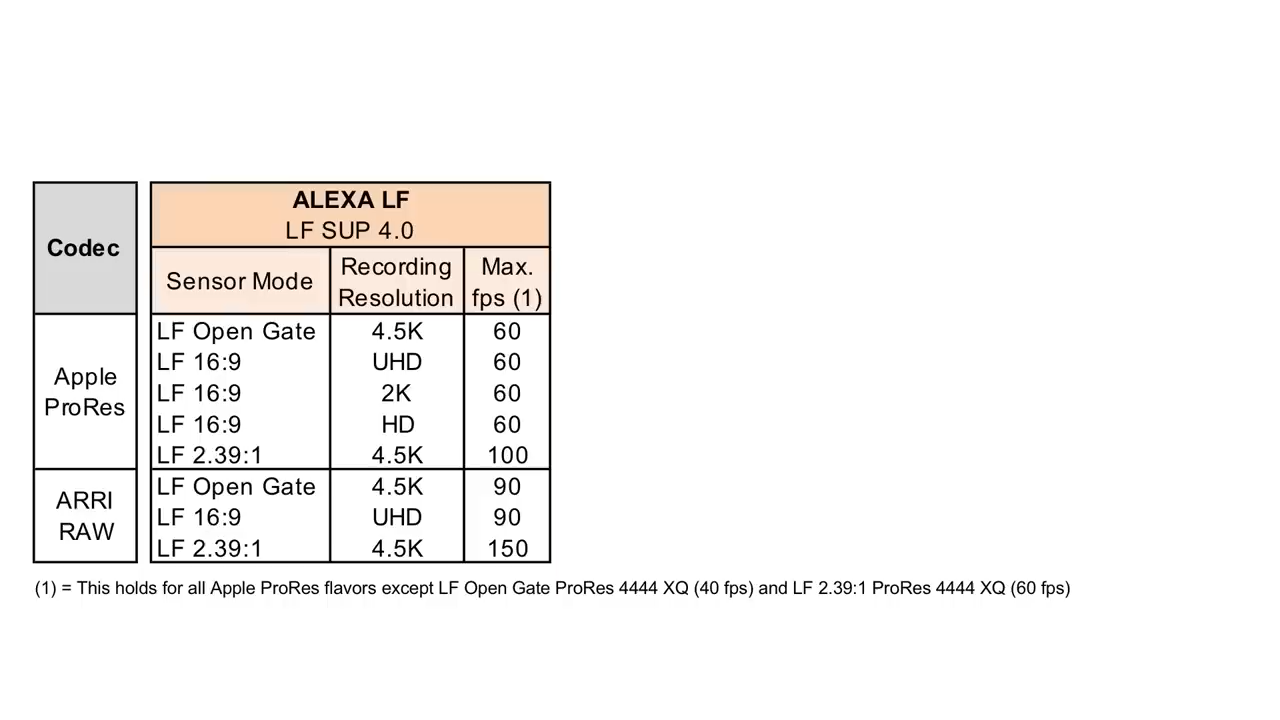 Codec
ALEXA LF
LF SUP 4.0
Sensor Mode
Recording
Resolution
Max.
fps (1)
Apple
ProRes
LF Open Gate 4.5K 60
LF 16:9 UHD 60
LF 16:9 2K 60
LF 16:9 HD 60
LF 2.39:1 4.5K 100
ARRI
RAW
LF Open Gate 4.5K 90
LF 16:9 UHD 90
LF 2.39:1 4.5K 150
(1) = This holds for all Apple ProRes flavors except LF Open Gate ProRes 4444 XQ (40 fps) and LF 2.39:1 ProRes 4444 XQ (60 fps)